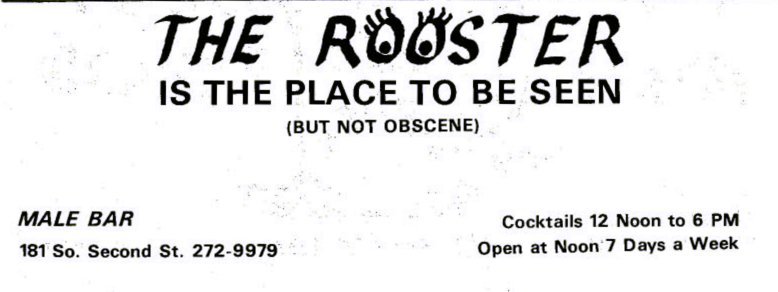 THE ROOSTER
IS THE PLACE TO BE SEEN
(BUT NOT OBSCENE)
MALE BAR
Cocktails 12 Noon to 6 PM
181 So. Second St. 272-9979
Open at Noon 7 Days a Week